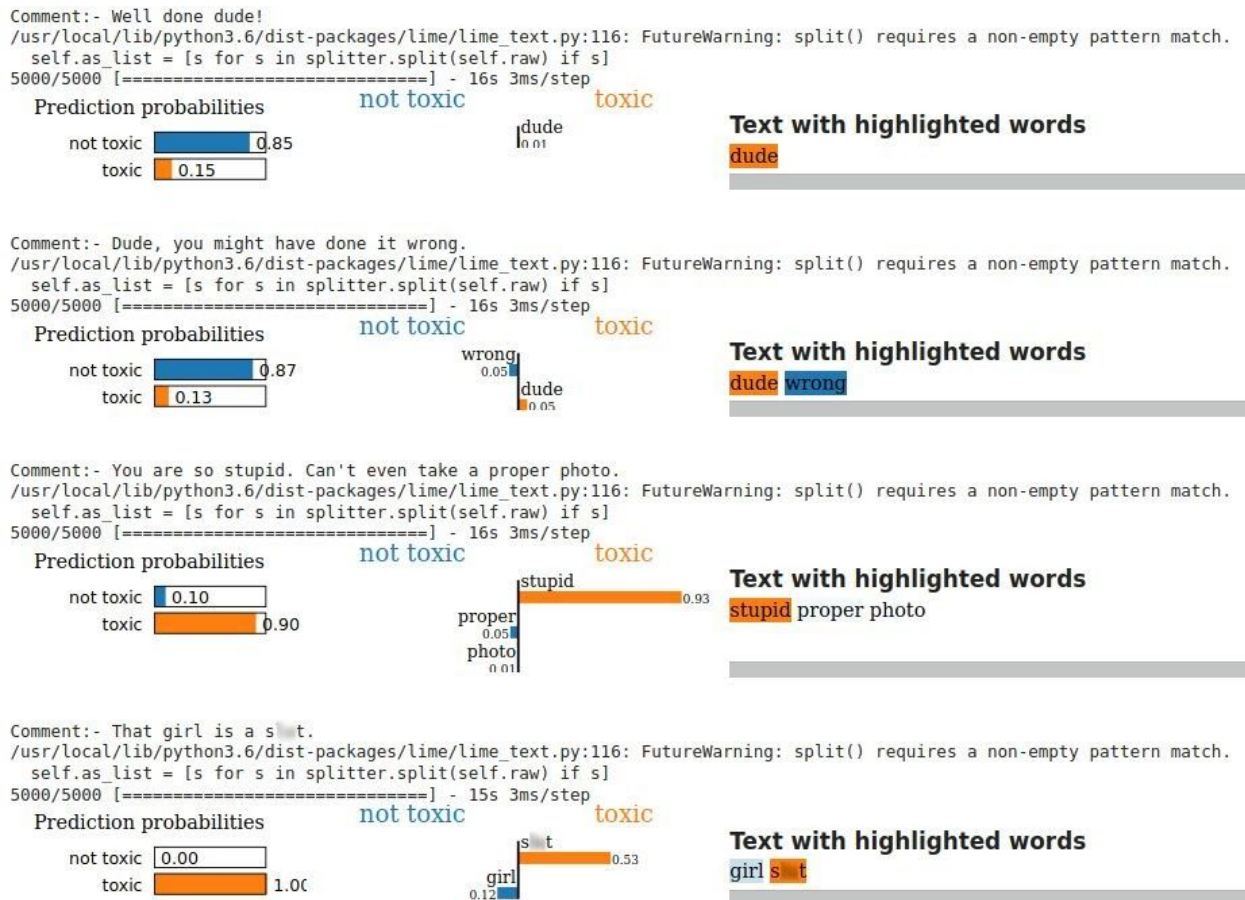 Comment:- Well done dude!
/usr/local/lib/python3.6/dist-packages/lime/lime_text.py:116: FutureWarning: split() requires a non-empty pattern match.
self.as_list = [s for s in splitter.split(self.raw) if s]
5000/5000 [==============================] - 16s 3ms/step
Prediction probabilities
not toxic 0.85
toxic 0.15
not toxic toxic
dude
0.01
Text with highlighted words
dude
Comment:- Dude, you might have done it wrong.
/usr/local/lib/python3.6/dist-packages/lime/lime_text.py:116: FutureWarning: split() requires a non-empty pattern match.
self.as_list = [s for s in splitter.split(self.raw) if s]
5000/5000 [==============================] - 16s 3ms/step
Prediction probabilities
not toxic 0.87
toxic 0.13
not toxic toxic
wrong
0.05
dude
0.05
Text with highlighted words
dude wrong
Comment:- You are so stupid. Can't even take a proper photo.
/usr/local/lib/python3.6/dist-packages/lime/lime_text.py:116: FutureWarning: split() requires a non-empty pattern match.
self.as_list = [s for s in splitter.split(self.raw) if s]
5000/5000 [==============================] - 16s 3ms/step
Prediction probabilities
not toxic 0.10
toxic 0.90
not toxic toxic
stupid
0.93
proper
0.05
photo
0.01
Text with highlighted words
stupid proper photo
Comment:- That girl is a
/usr/local/lib/python3.6/dist-packages/lime/lime_text.py:116: FutureWarning: split() requires a non-empty pattern match.
self.as_list = [s for s in splitter.split(self.raw) if s]
5000/5000 [==============================] - 15s 3ms/step
Prediction probabilities
not toxic 0.00
toxic 1.00
not toxic toxic
0.53
girl
0.12
Text with highlighted words
girl